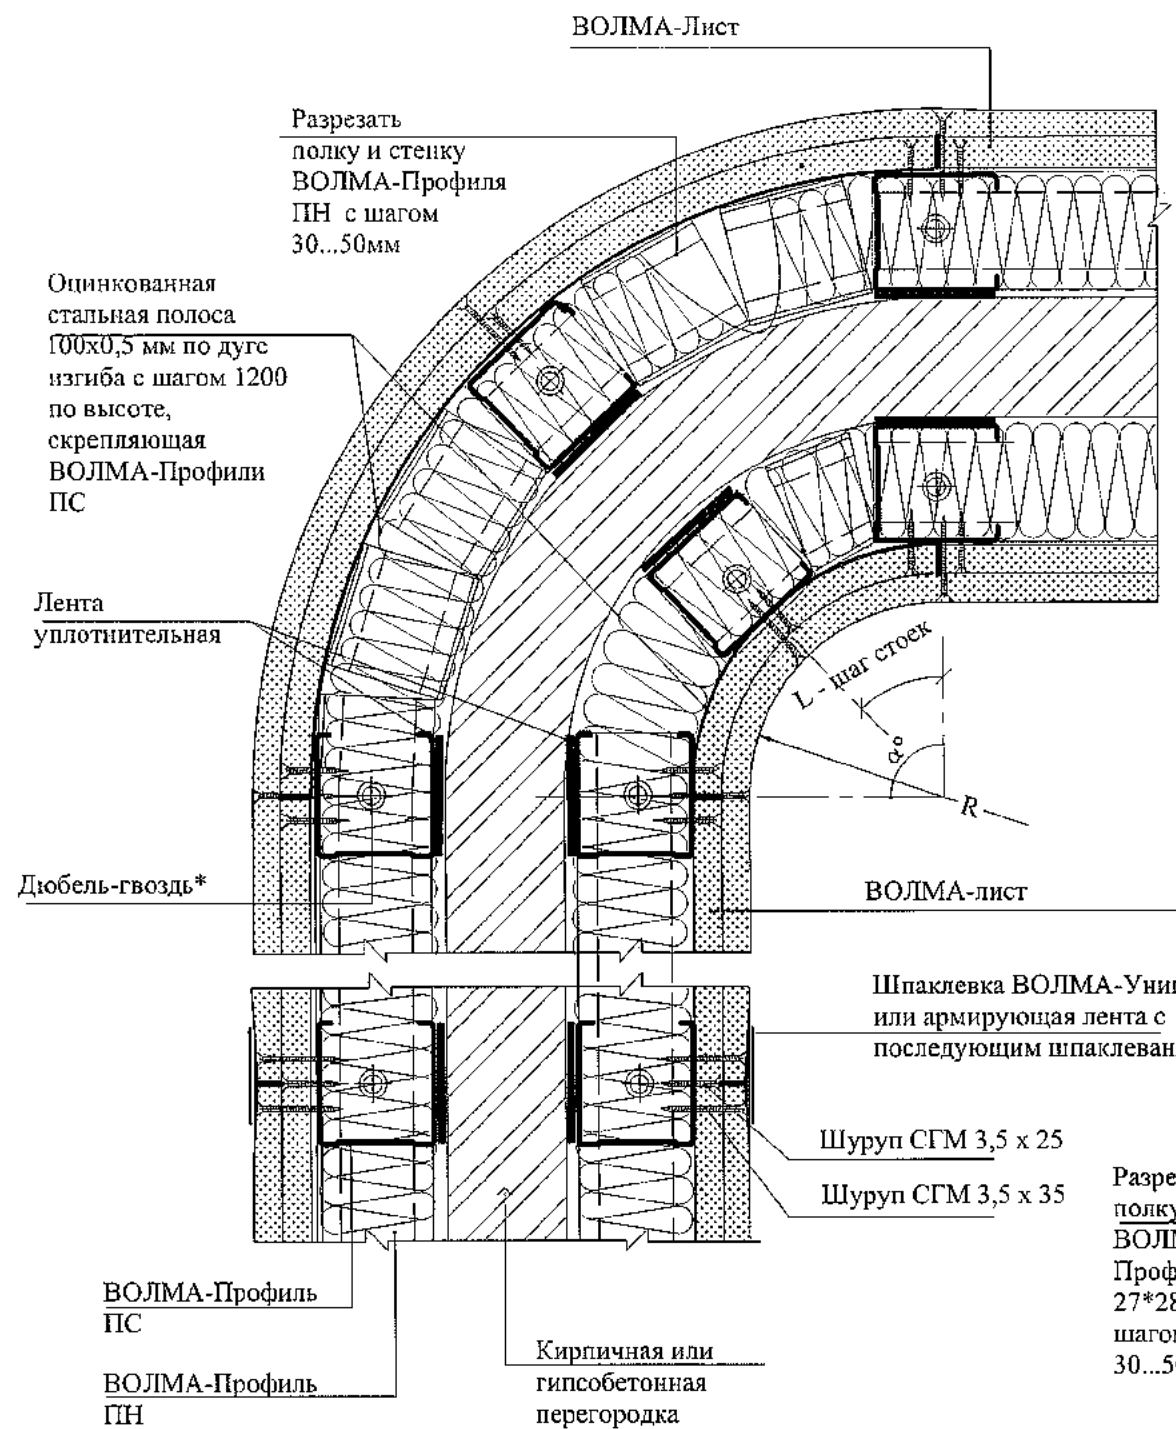 ВОЛМА-Лист
Разрезать
полку и стенку
ВОЛМА-Профиля
ПН с шагом
30...50мм
Оцинкованная
стальная полоса
100х0,5 мм по дуге
изгиба с шагом 1200
по высоте,
скрепляющая
ВОЛМА-Профили
ПС
Лента
уплотнительная
L - шаг стоек
α°
R
Дюбель-гвоздь*
ВОЛМА-лист
Шпаклевка ВОЛМА-Уни
или армирующая лента с
последующим шпаклеван
Шуруп СГМ 3,5 х 25
Шуруп СГМ 3,5 х 35
Разре
полку
ВОЛ
Проф
27*28
шагом
30...5
ВОЛМА-Профиль
ПС
ВОЛМА-Профиль
ПН
Кирпичная или
гипсобетонная
перегородка